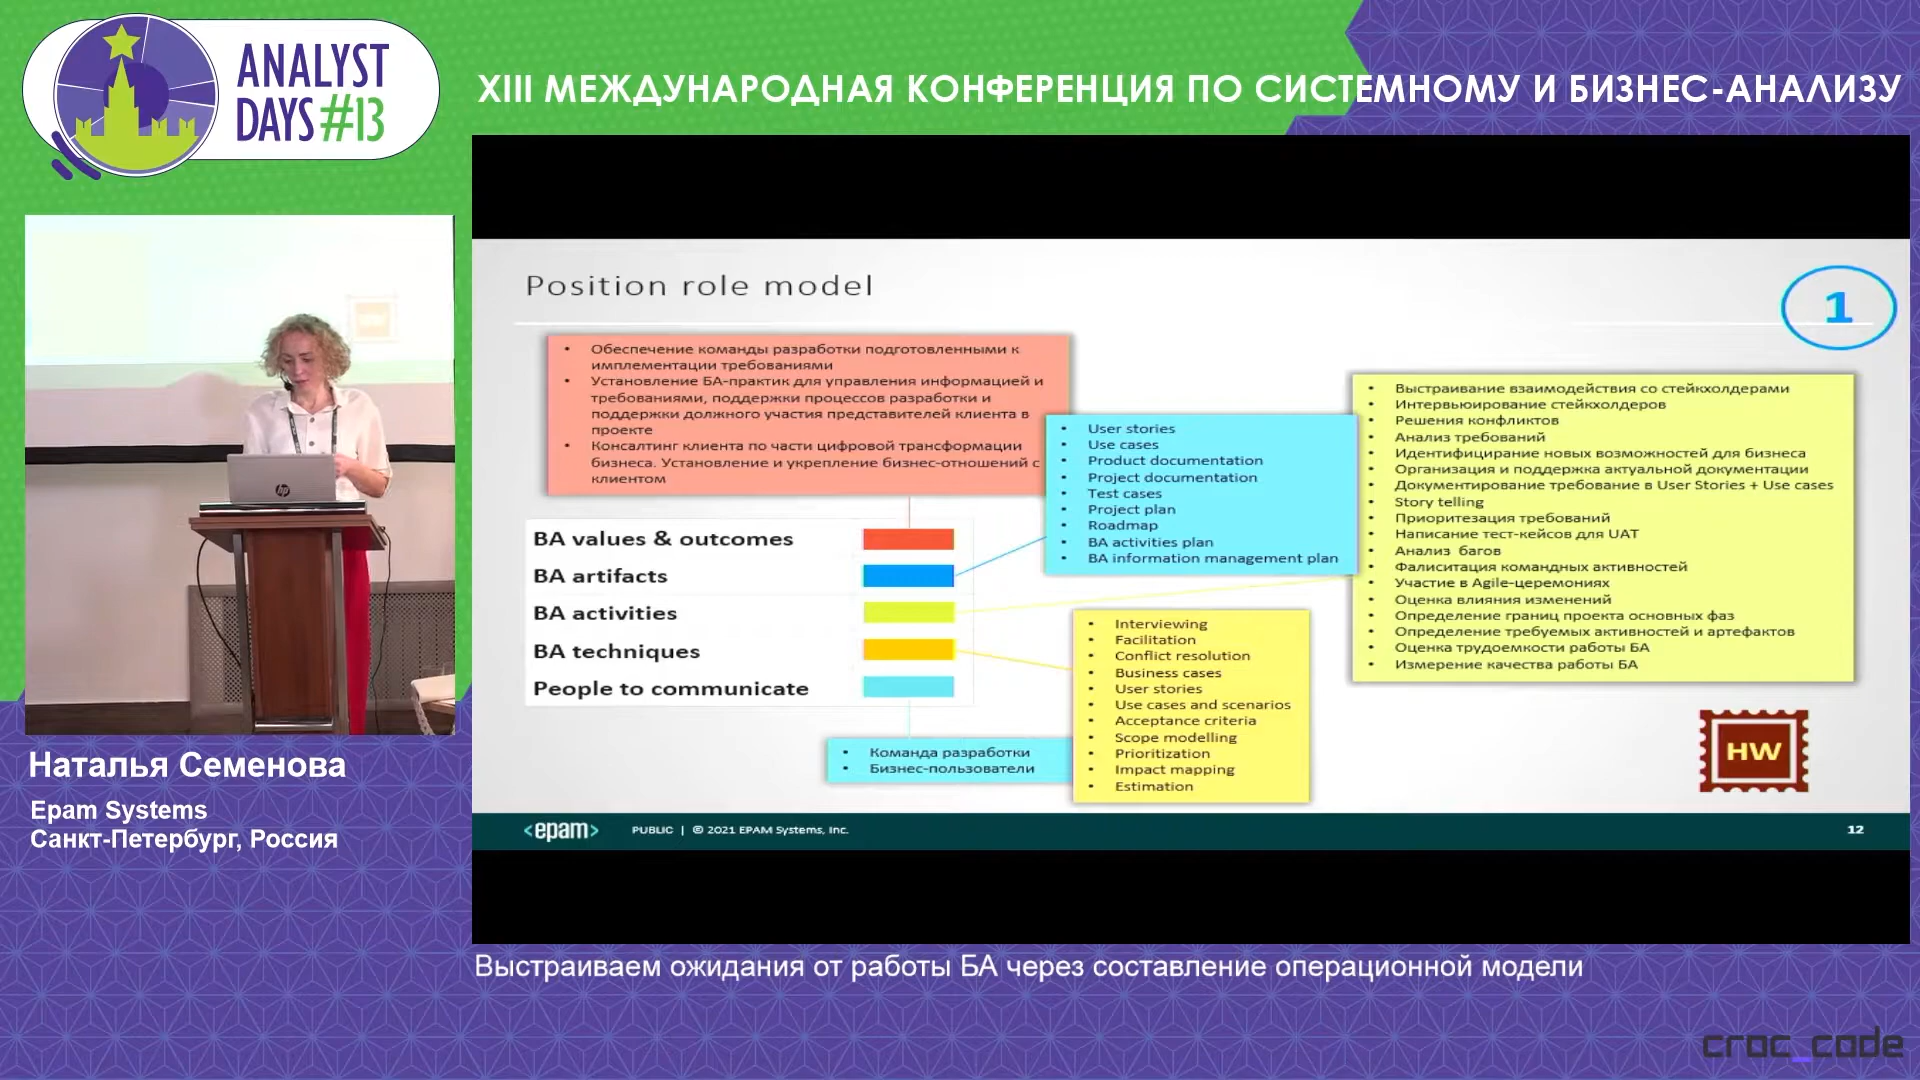 ANALYST
DAYS #13
XIII МЕЖДУНАРОДНАЯ КОНФЕРЕНЦИЯ ПО СИСТЕМНОМУ И БИЗНЕС-АНАЛИЗУ
Position role model
1
• Обеспечение команды разработки подготовленными к
имплементации требованиями
• Установление БА-практик для управления информацией и
требованиями, поддержки процессов разработки и
поддержки должного участия представителей клиента в
проекте
• Консалтинг клиента по части цифровой трансформации
бизнеса. Установление и укрепление бизнес-отношений с
клиентом
• User stories
• Use cases
• Product documentation
• Project documentation
• Test cases
• Project plan
• Roadmap
• BA activities plan
• BA information management plan
• Выстраивание взаимодействия со стейкхолдерами
• Интервьюирование стейкхолдеров
• Решения конфликтов
• Анализ требований
• Идентифицирание новых возможностей для бизнеса
• Организация и поддержка актуальной документации
• Документирование требование в User Stories + Use cases
• Story telling
• Приоритезация требований
• Написание тест-кейсов для UAT
• Анализ багов
• Фалиситация командных активностей
• Участие в Agile-церемониях
• Оценка влияния изменений
• Определение границ проекта основных фаз
• Определение требуемых активностей и артефактов
• Оценка трудоемкости работы БА
• Измерение качества работы БА
BA values & outcomes
BA artifacts
BA activities
BA techniques
People to communicate
• Interviewing
• Facilitation
• Conflict resolution
• Business cases
• User stories
• Use cases and scenarios
• Acceptance criteria
• Scope modelling
• Prioritization
• Impact mapping
• Estimation
• Команда разработки
• Бизнес-пользователи
HW
<epam> PUBLIC | © 2021 EPAM Systems, Inc. 12
hp
Наталья Семенова
Epam Systems
Санкт-Петербург, Россия
Выстраиваем ожидания от работы БА через составление операционной модели
croc_code